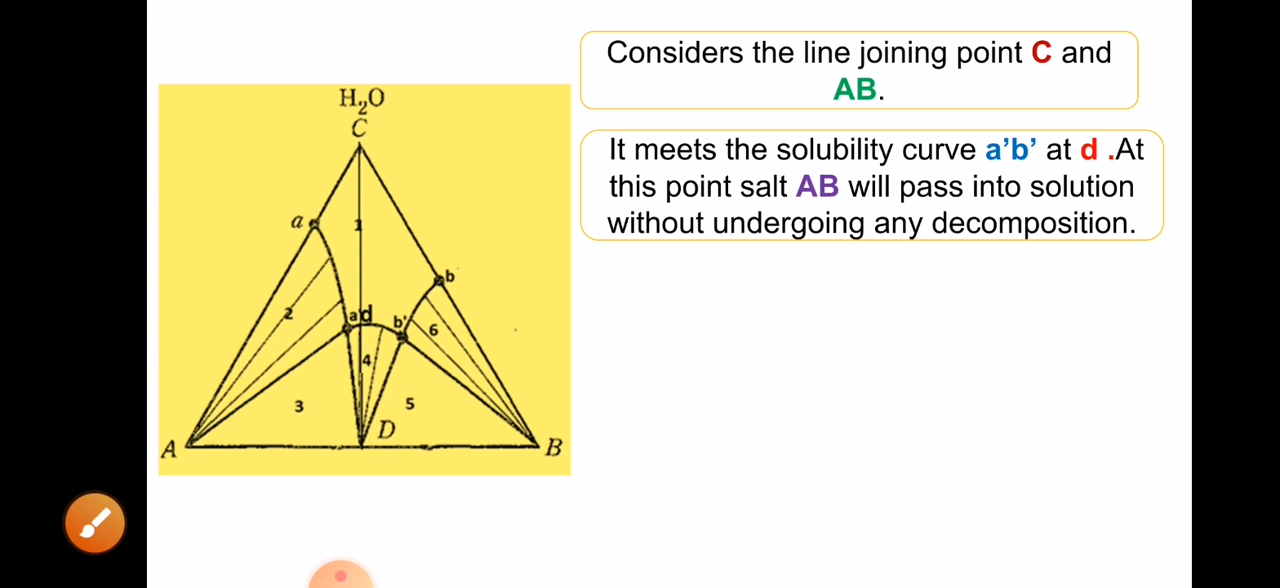 Considers the line joining point C and
AB.
It meets the solubility curve a’b’ at d .At
this point salt AB will pass into solution
without undergoing any decomposition.
H2O
C
a
1
b
2
a'd
b'
6
4
3
5
D
A
B